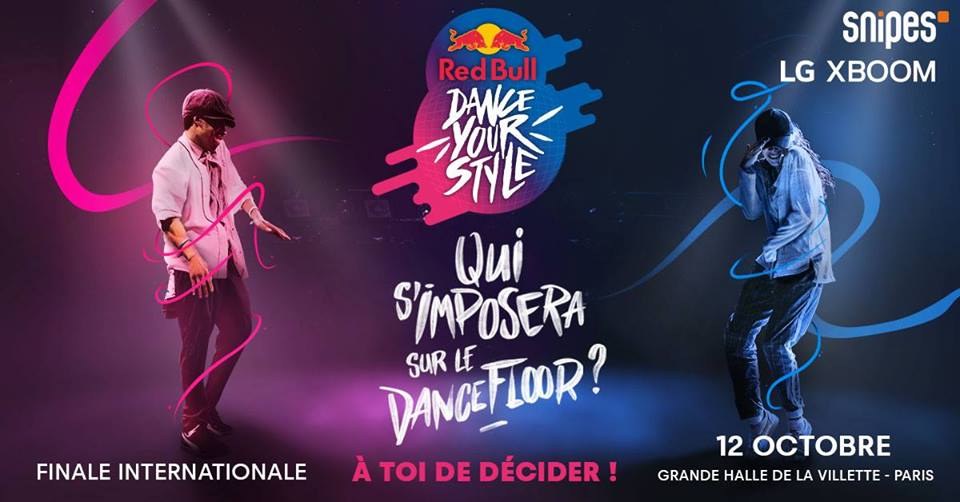 Red Bull
DANCE
YOUR
STYLE
snipes
LG XBOOM
QUI
S'IMPOSERA
SUR LE
DANCEFLOOR ?
FINALE INTERNATIONALE
À TOI DE DÉCIDER !
12 OCTOBRE
GRANDE HALLE DE LA VILLETTE - PARIS